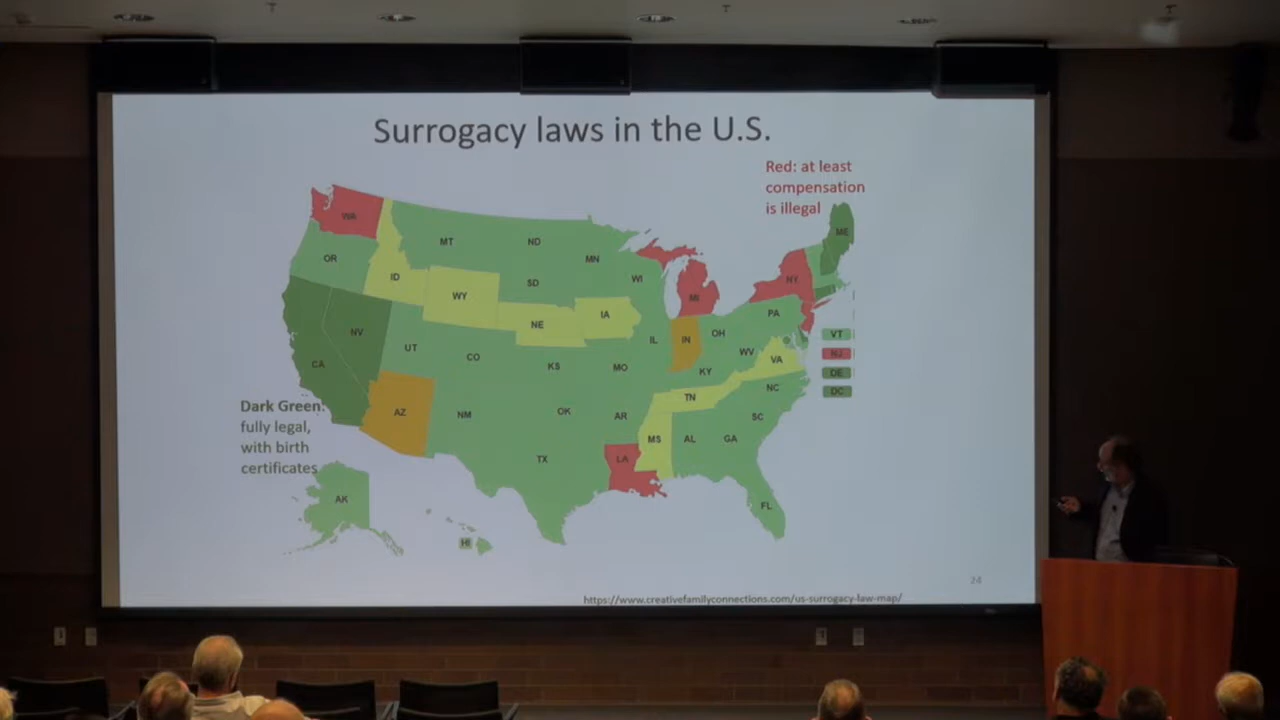 Surrogacy laws in the U.S.
Red: at least
compensation
is illegal
WA
ME
MT
ND
OR
MN
ID
SD
WI
NY
WY
MI
IA
PA
NE
NV
OH
VT
IL
IN
UT
NJ
CO
WV
VA
CA
KS
MO
KY
DE
NC
DC
TN
Dark Green:
fully legal,
with birth
certificates
AZ
NM
OK
AR
SC
MS
AL
GA
TX
LA
AK
FL
HI
24
https://www.creativefamilyconnections.com/us-surrogacy-law-map/